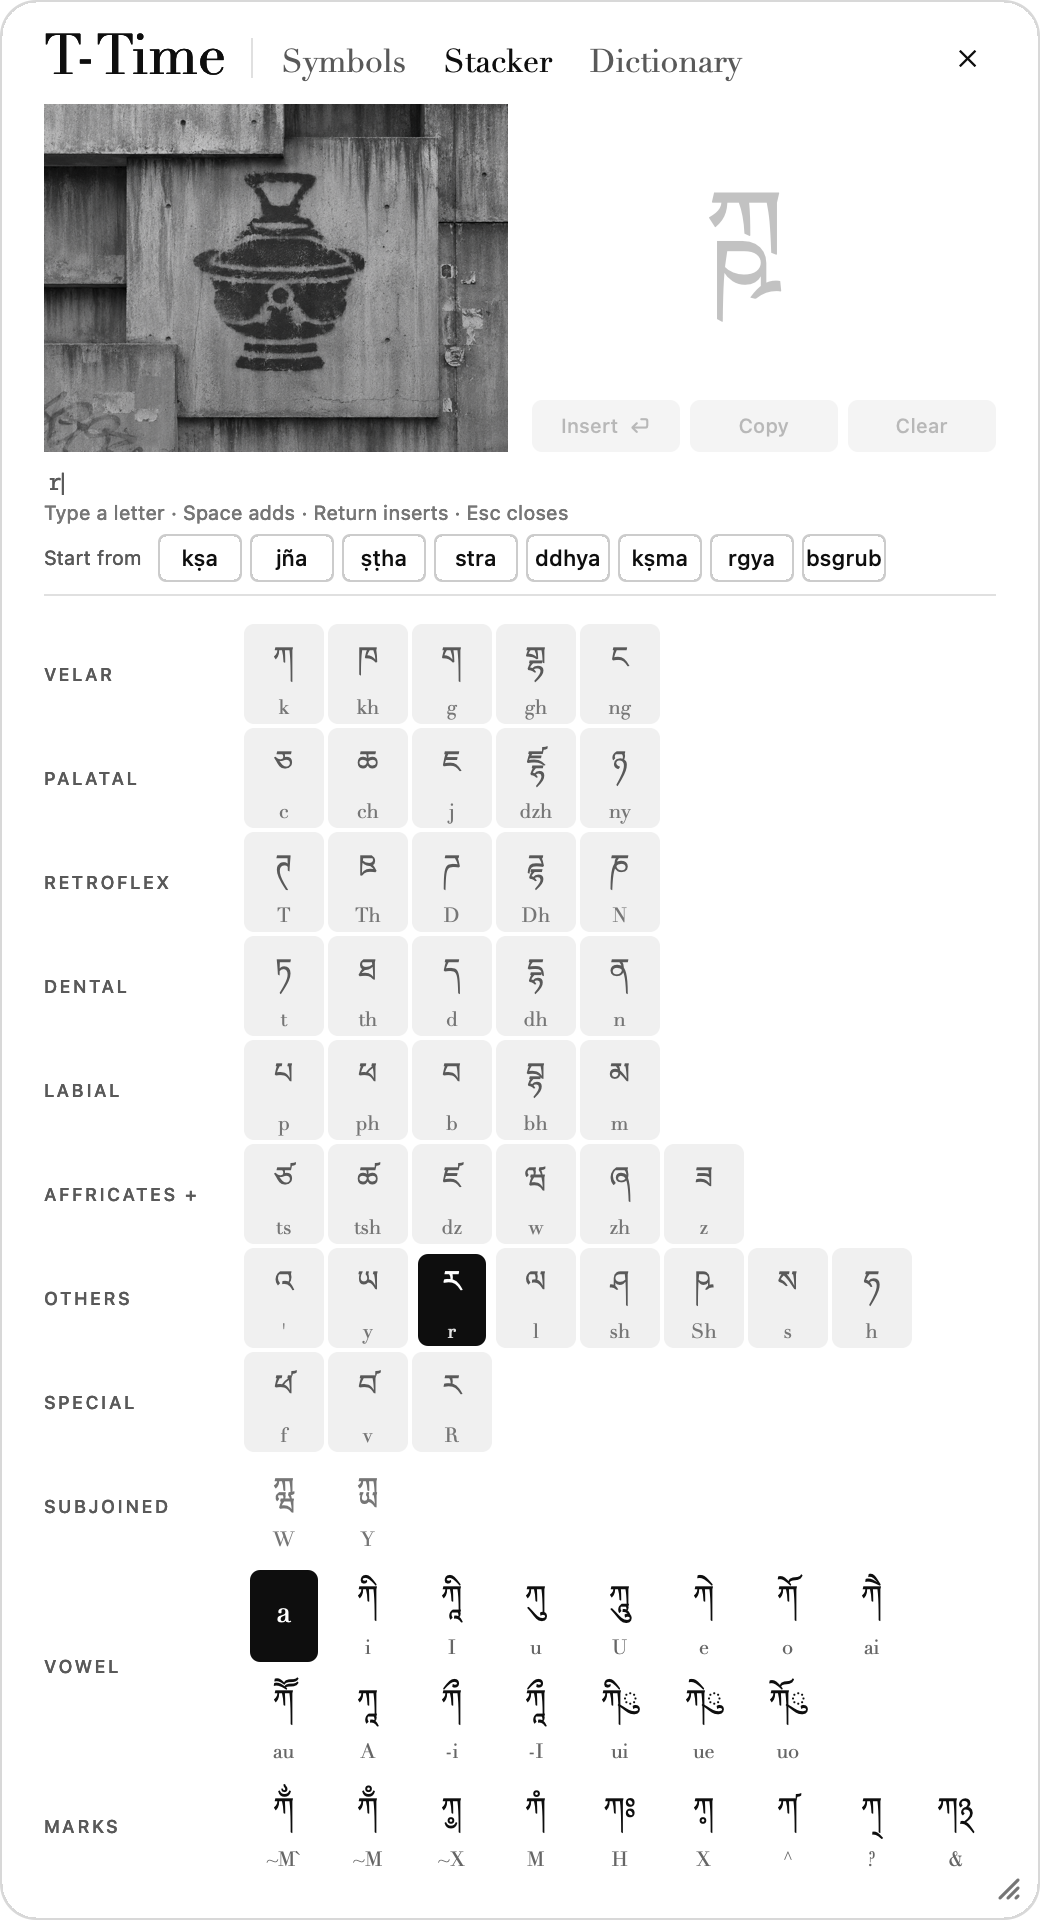 T-Time Symbols Stacker Dictionary
ཀྵ
Insert Copy Clear
r
Type a letter · Space adds · Return inserts · Esc closes
Start from kṣa jña ṣṭha stra ddhya kṣma rgya bsgrub
VELAR
ཀ ཁ ག གྷ ང
k kh g gh ng
PALATAL
ཅ ཆ ཇ ཛྷ ཉ
c ch j dzh ny
RETROFLEX
ཊ ཋ ཌ ཌྷ ཎ
T Th D Dh N
DENTAL
ཏ ཐ ད དྷ ན
t th d dh n
LABIAL
པ ཕ བ བྷ མ
p ph b bh m
AFFRICATES +
ཙ ཚ ཛ ཝ ཞ ཟ
ts tsh dz w zh z
OTHERS
འ ཡ ར ལ ཤ ཥ ས ཧ
' y r l sh Sh s h
SPECIAL
ཕ༹ བ༹ ར
f v R
SUBJOINED
ཀྺ ཀྻ
W Y
VOWEL
a ཀི ཀཱི ཀུ ཀཱུ ཀེ ཀོ ཀཻ
i I u U e o ai
ཀཽ ཀཱ ཀྀ ཀཱྀ
au A -i -I ui ue uo
MARKS
ཀྂ ཀྃ ཀ༵ ཀཾ ཀཿ ཀ༷ ཀ༹ ཀ྄ ཀ྅
~M` ~M ~X M H X ^ ? &